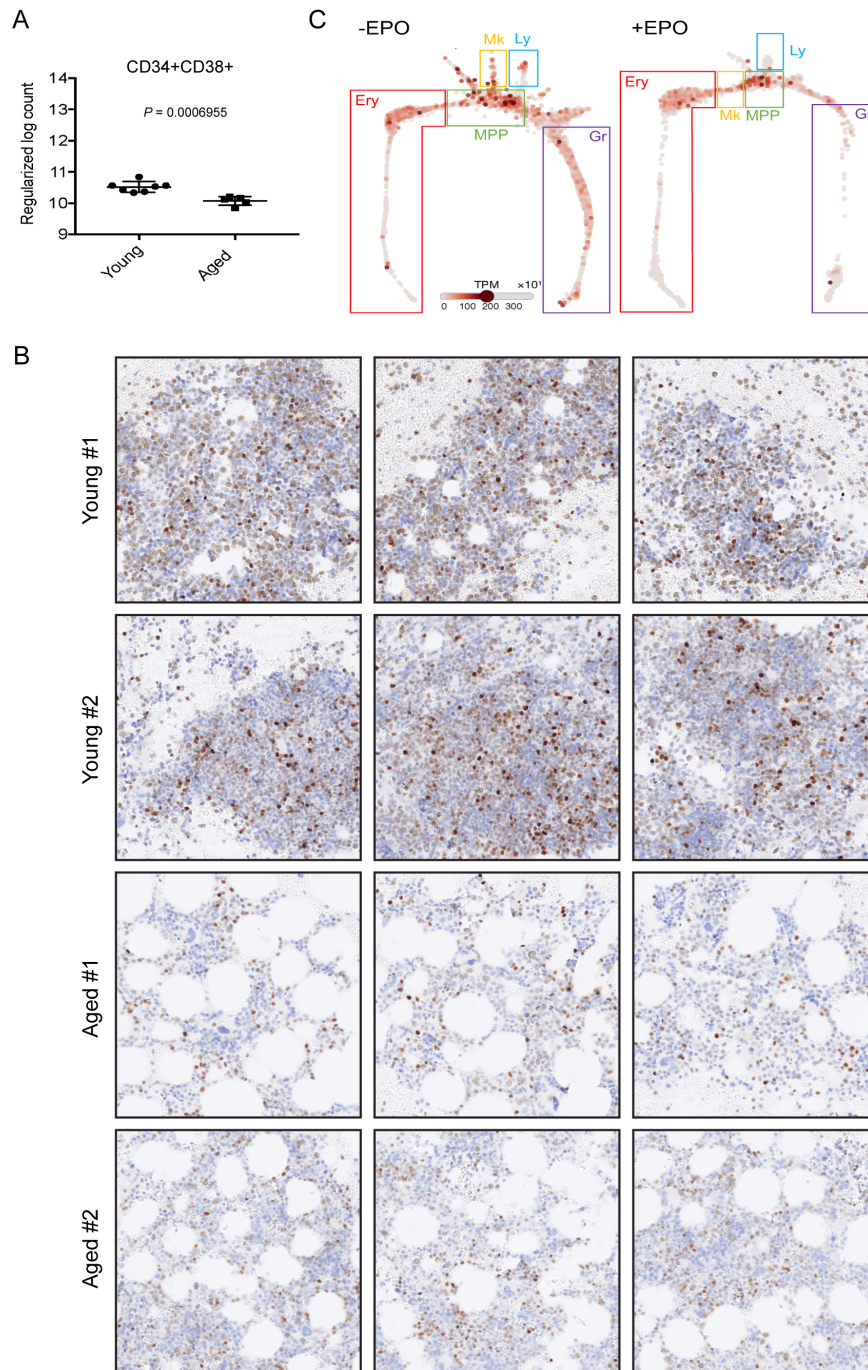 A
CD34+CD38+
P = 0.0006955
Regularized log count
14
13
12
11
10
9
Young
Aged
C
-EPO
+EPO
Mk
Ly
Ery
MPP
Gr
TPM ×10¹
0 100 200 300
Ly
Ery
Mk
MPP
G
B
Young #1
Young #2
Aged #1
Aged #2